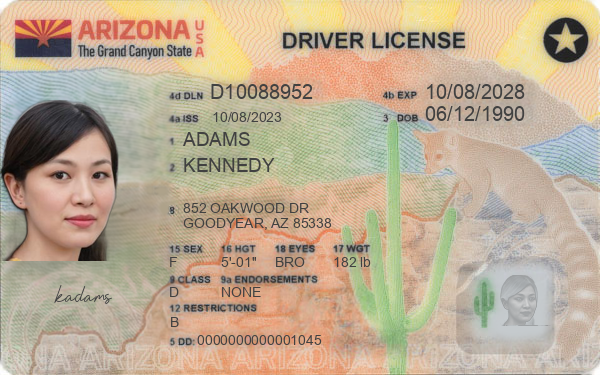 ARIZONA USA
The Grand Canyon State
DRIVER LICENSE
4d DLN D10088952
4b EXP 10/08/2028
4a ISS 10/08/2023
3 DOB 06/12/1990
1 ADAMS
2 KENNEDY
8 852 OAKWOOD DR
GOODYEAR, AZ 85338
15 SEX 16 HGT 18 EYES 17 WGT
F 5'-01" BRO 182 lb
9 CLASS 9a ENDORSEMENTS
D NONE
12 RESTRICTIONS
B
kadams
5 DD: 0000000000001045
ARIZONA ARIZONA ARIZONA ARIZONA